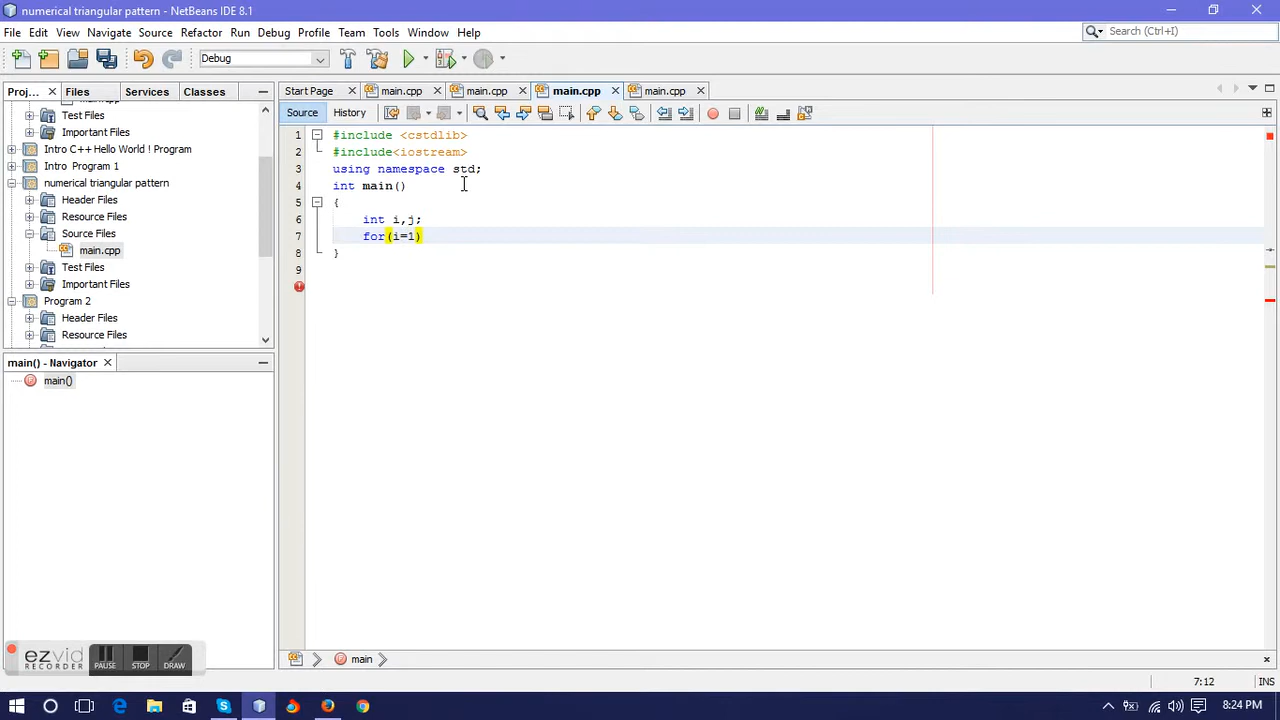 numerical triangular pattern - NetBeans IDE 8.1
File Edit View Navigate Source Refactor Run Debug Profile Team Tools Window Help
Search (Ctrl+I)
Debug
Proj... Files Services Classes
Start Page main.cpp main.cpp main.cpp main.cpp
Source History
Test Files
Important Files
Intro C++ Hello World ! Program
Intro Program 1
numerical triangular pattern
Header Files
Resource Files
Source Files
main.cpp
Test Files
Important Files
Program 2
Header Files
Resource Files
1 #include <cstdlib>
2 #include<iostream>
3 using namespace std;
4 int main()
5 {
6 int i,j;
7 for(i=1)
8 }
9
main() - Navigator
main()
ezvid
RECORDER
PAUSE STOP DRAW
main
7:12 INS
8:24 PM